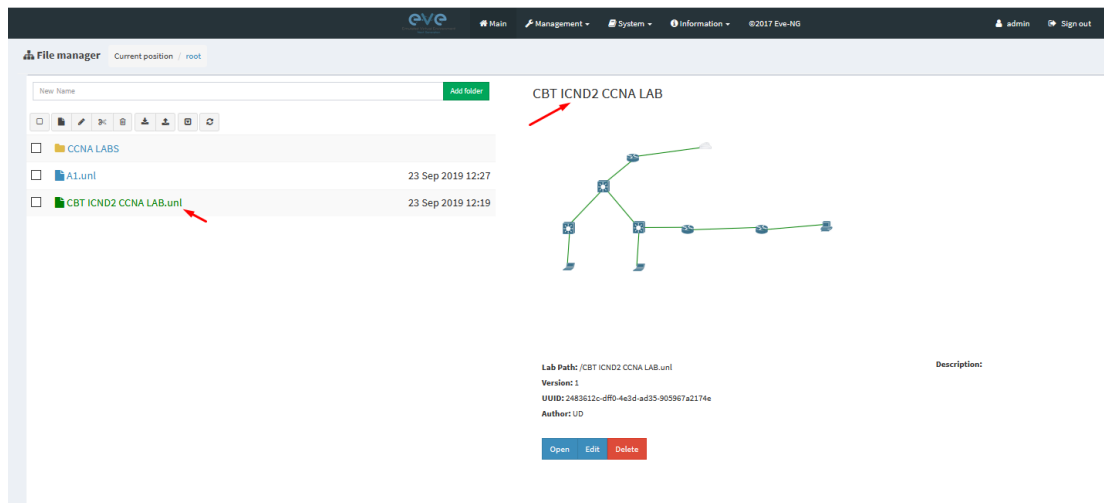 eve
Main
Management
System
Information
©2017 Eve-NG
admin
Sign out
File manager
Current position / root
New Name
Add folder
CCNA LABS
A1.unl 23 Sep 2019 12:27
CBT ICND2 CCNA LAB.unl 23 Sep 2019 12:19
CBT ICND2 CCNA LAB
Lab Path: /CBT ICND2 CCNA LAB.unl
Version: 1
UUID: 2483612c-dff0-4e3d-ad35-905967a2174e
Author: UD
Description:
Open
Edit
Delete